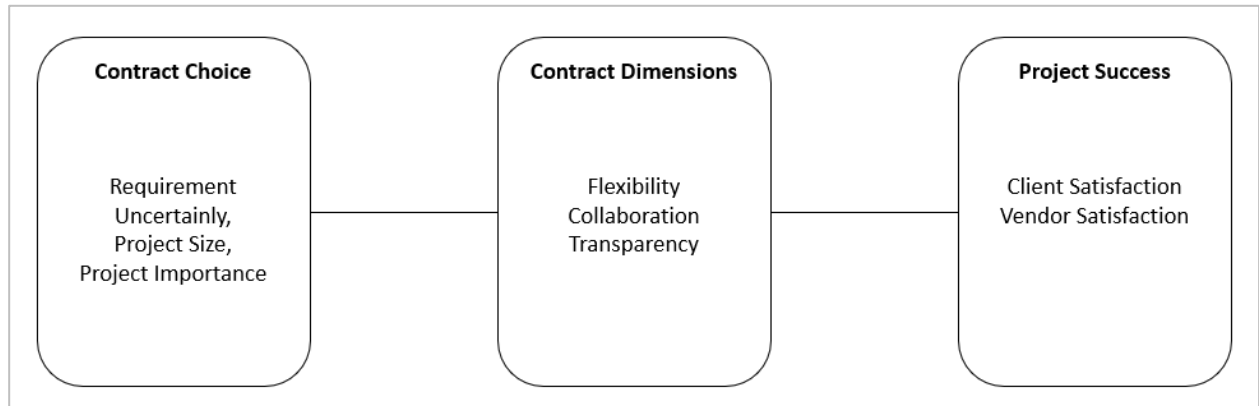 Contract Choice
Requirement
Uncertainly,
Project Size,
Project Importance
Contract Dimensions
Flexibility
Collaboration
Transparency
Project Success
Client Satisfaction
Vendor Satisfaction